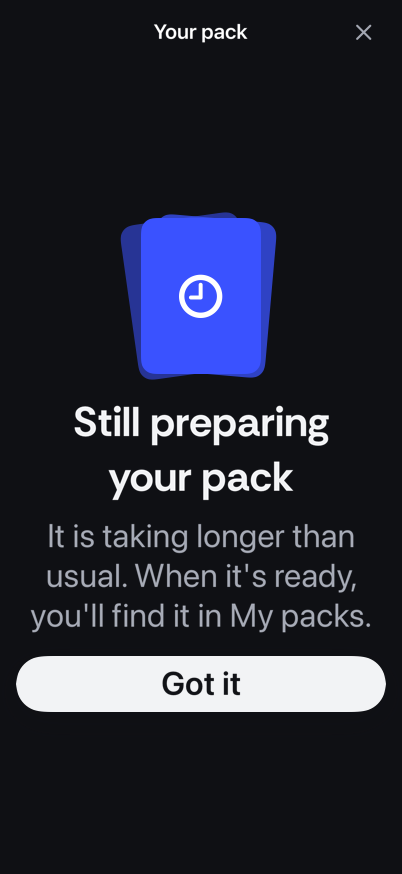 Your pack
Still preparing
your pack
It is taking longer than
usual. When it's ready,
you'll find it in My packs.
Got it